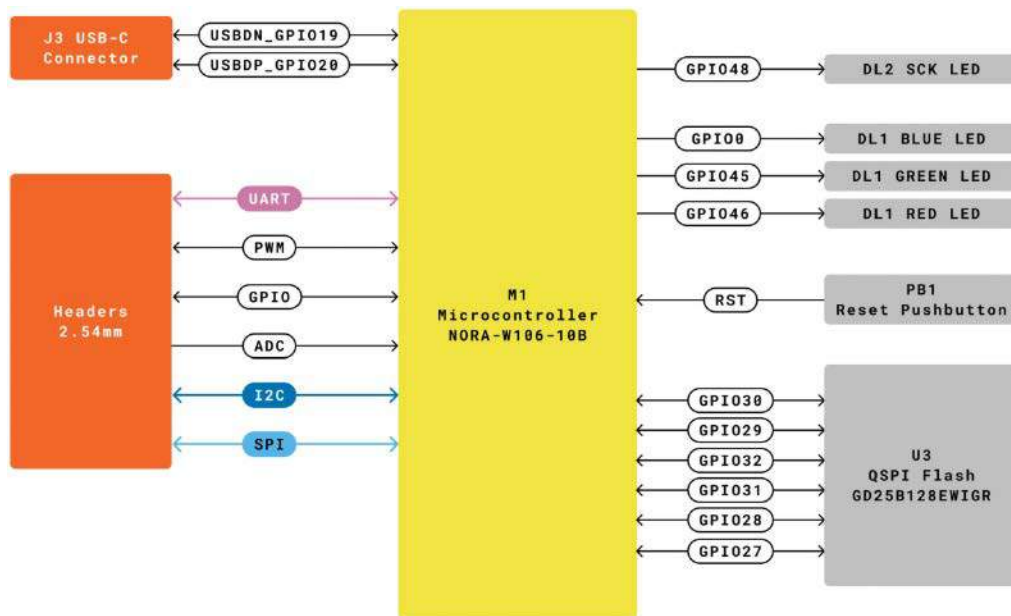 J3 USB-C
Connector
USBDN_GPIO19
USBDP_GPIO20
Headers
2.54mm
UART
PWM
GPIO
ADC
I2C
SPI
M1
Microcontroller
NORA-W106-10B
GPIO48
DL2 SCK LED
GPIO0
DL1 BLUE LED
GPIO45
DL1 GREEN LED
GPIO46
DL1 RED LED
RST
PB1
Reset Pushbutton
GPIO30
GPIO29
GPIO32
GPIO31
GPIO28
GPIO27
U3
QSPI Flash
GD25B128EWIGR